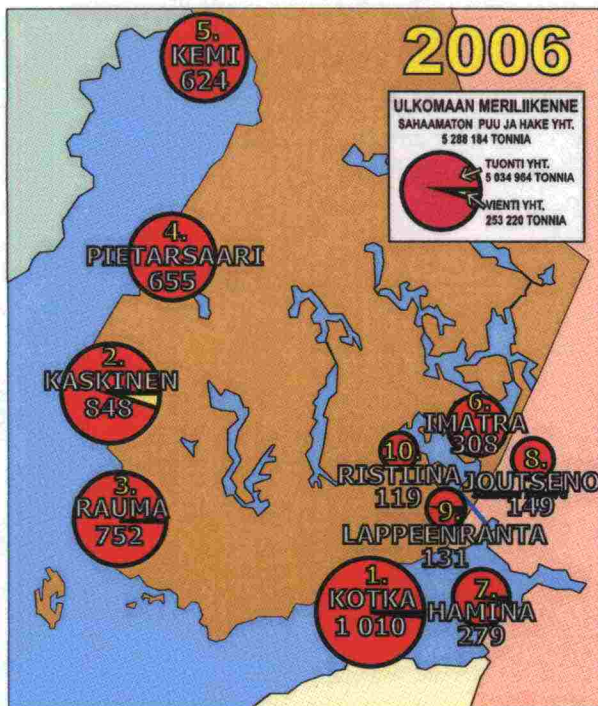 2006
ULKOMAAN MERILIIKENNE
SAHAAMATON PUU JA HAKE YHT.
5 288 184 TONNIA
TUONTI YHT.
5 034 964 TONNIA
VIENTI YHT.
253 220 TONNIA
5.
KEMI
624
4.
PIETARSAARI
655
2.
KASKINEN
848
3.
RAUMA
752
6.
IMATRA
308
10.
RISTIINA
119
8.
JOUTSENO
149
9.
LAPPEENRANTA
131
1.
KOTKA
1 010
7.
HAMINA
279